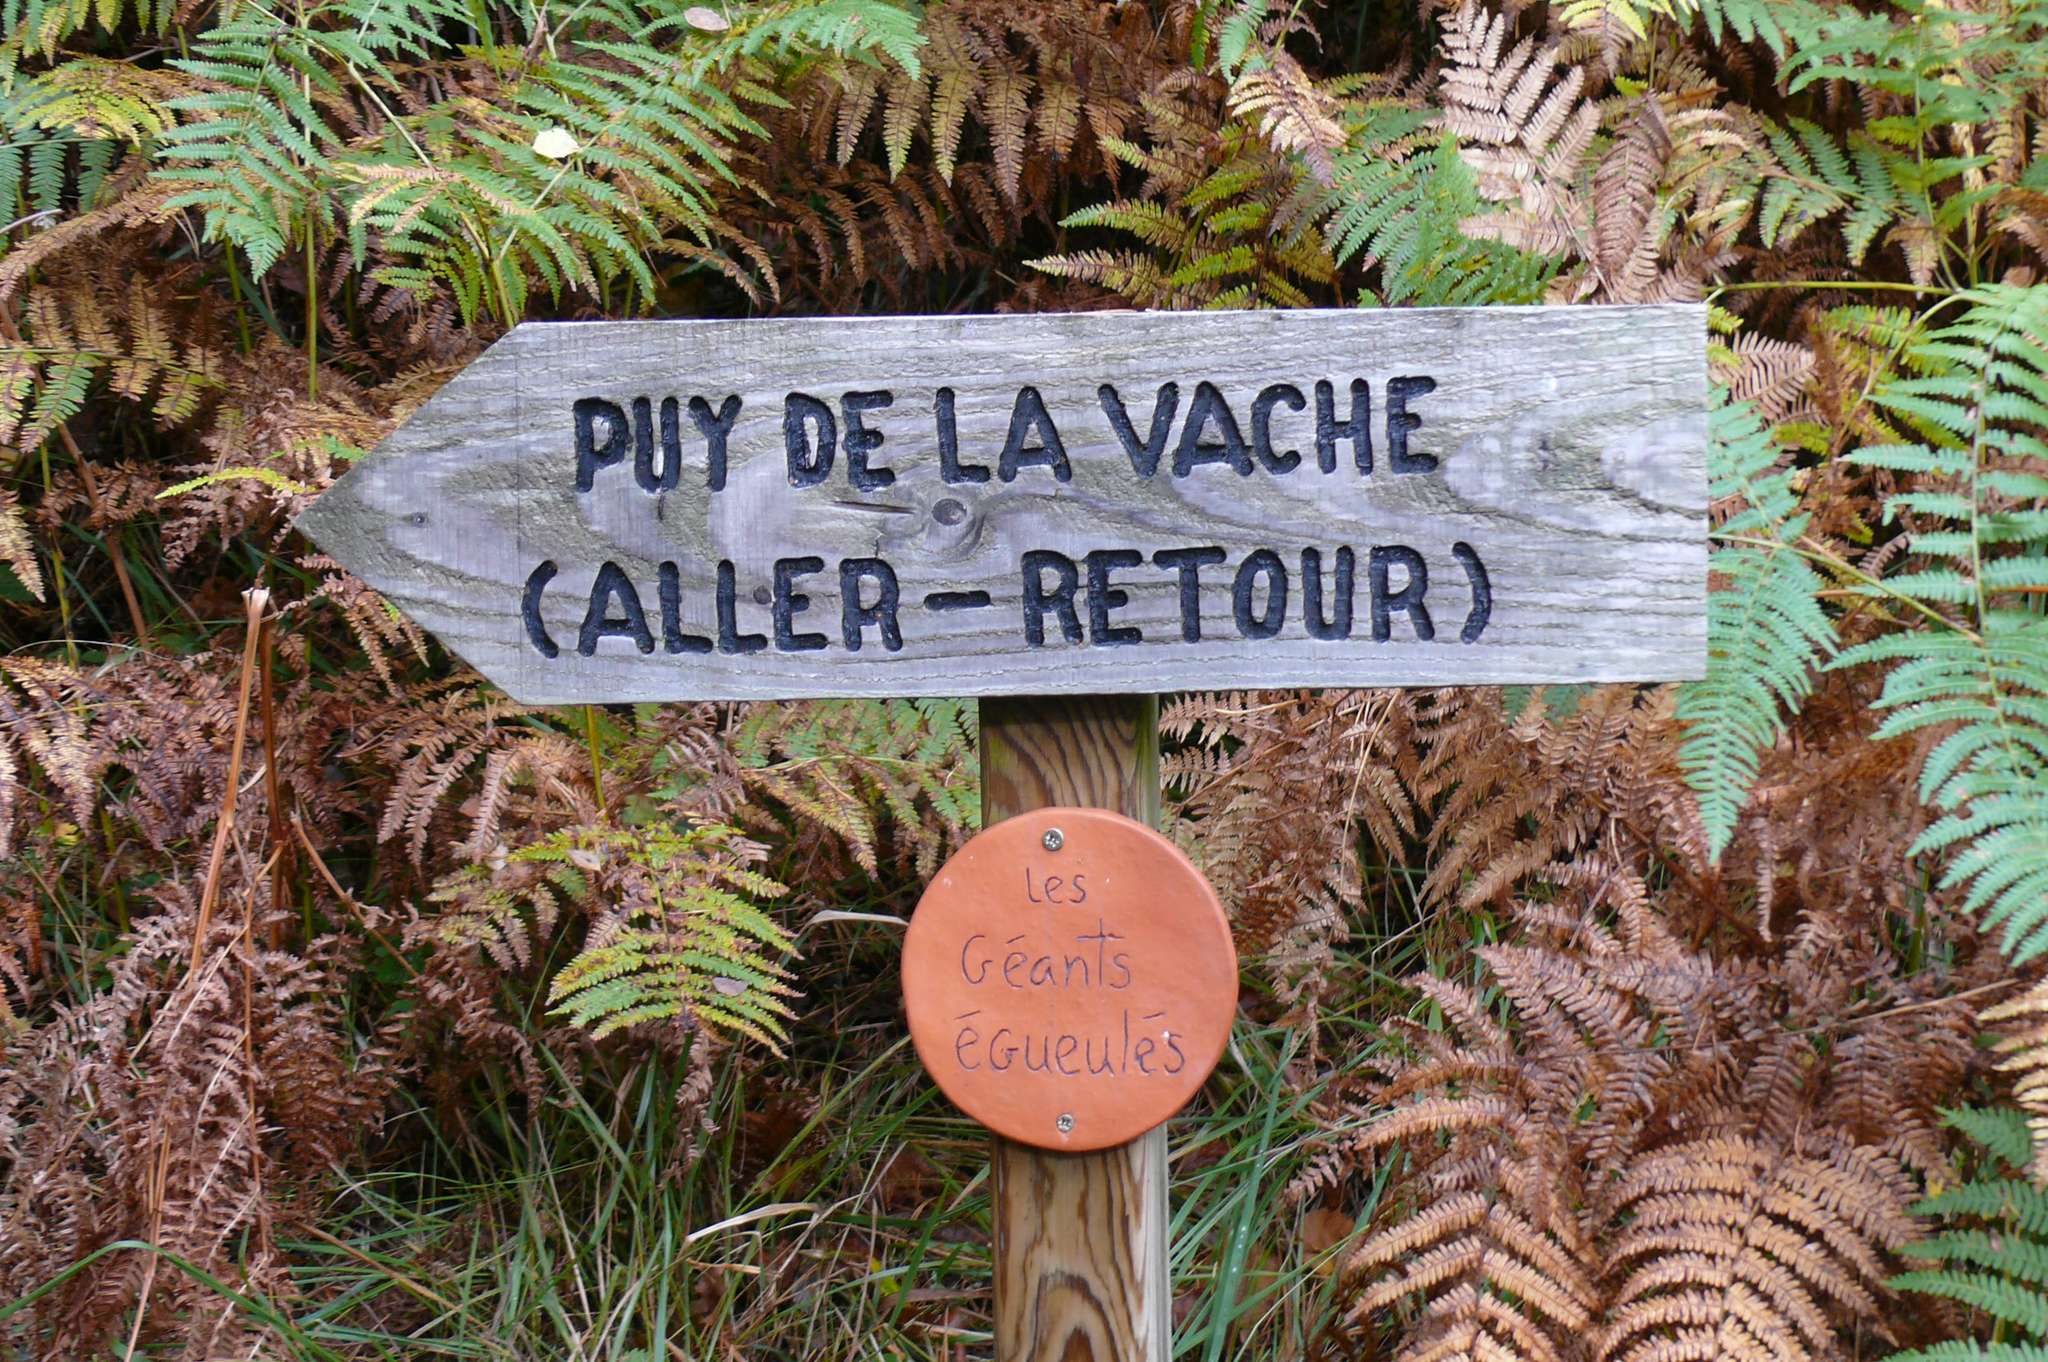 PUY DE LA VACHE
(ALLER-RETOUR)
Les
Géants
égueulés